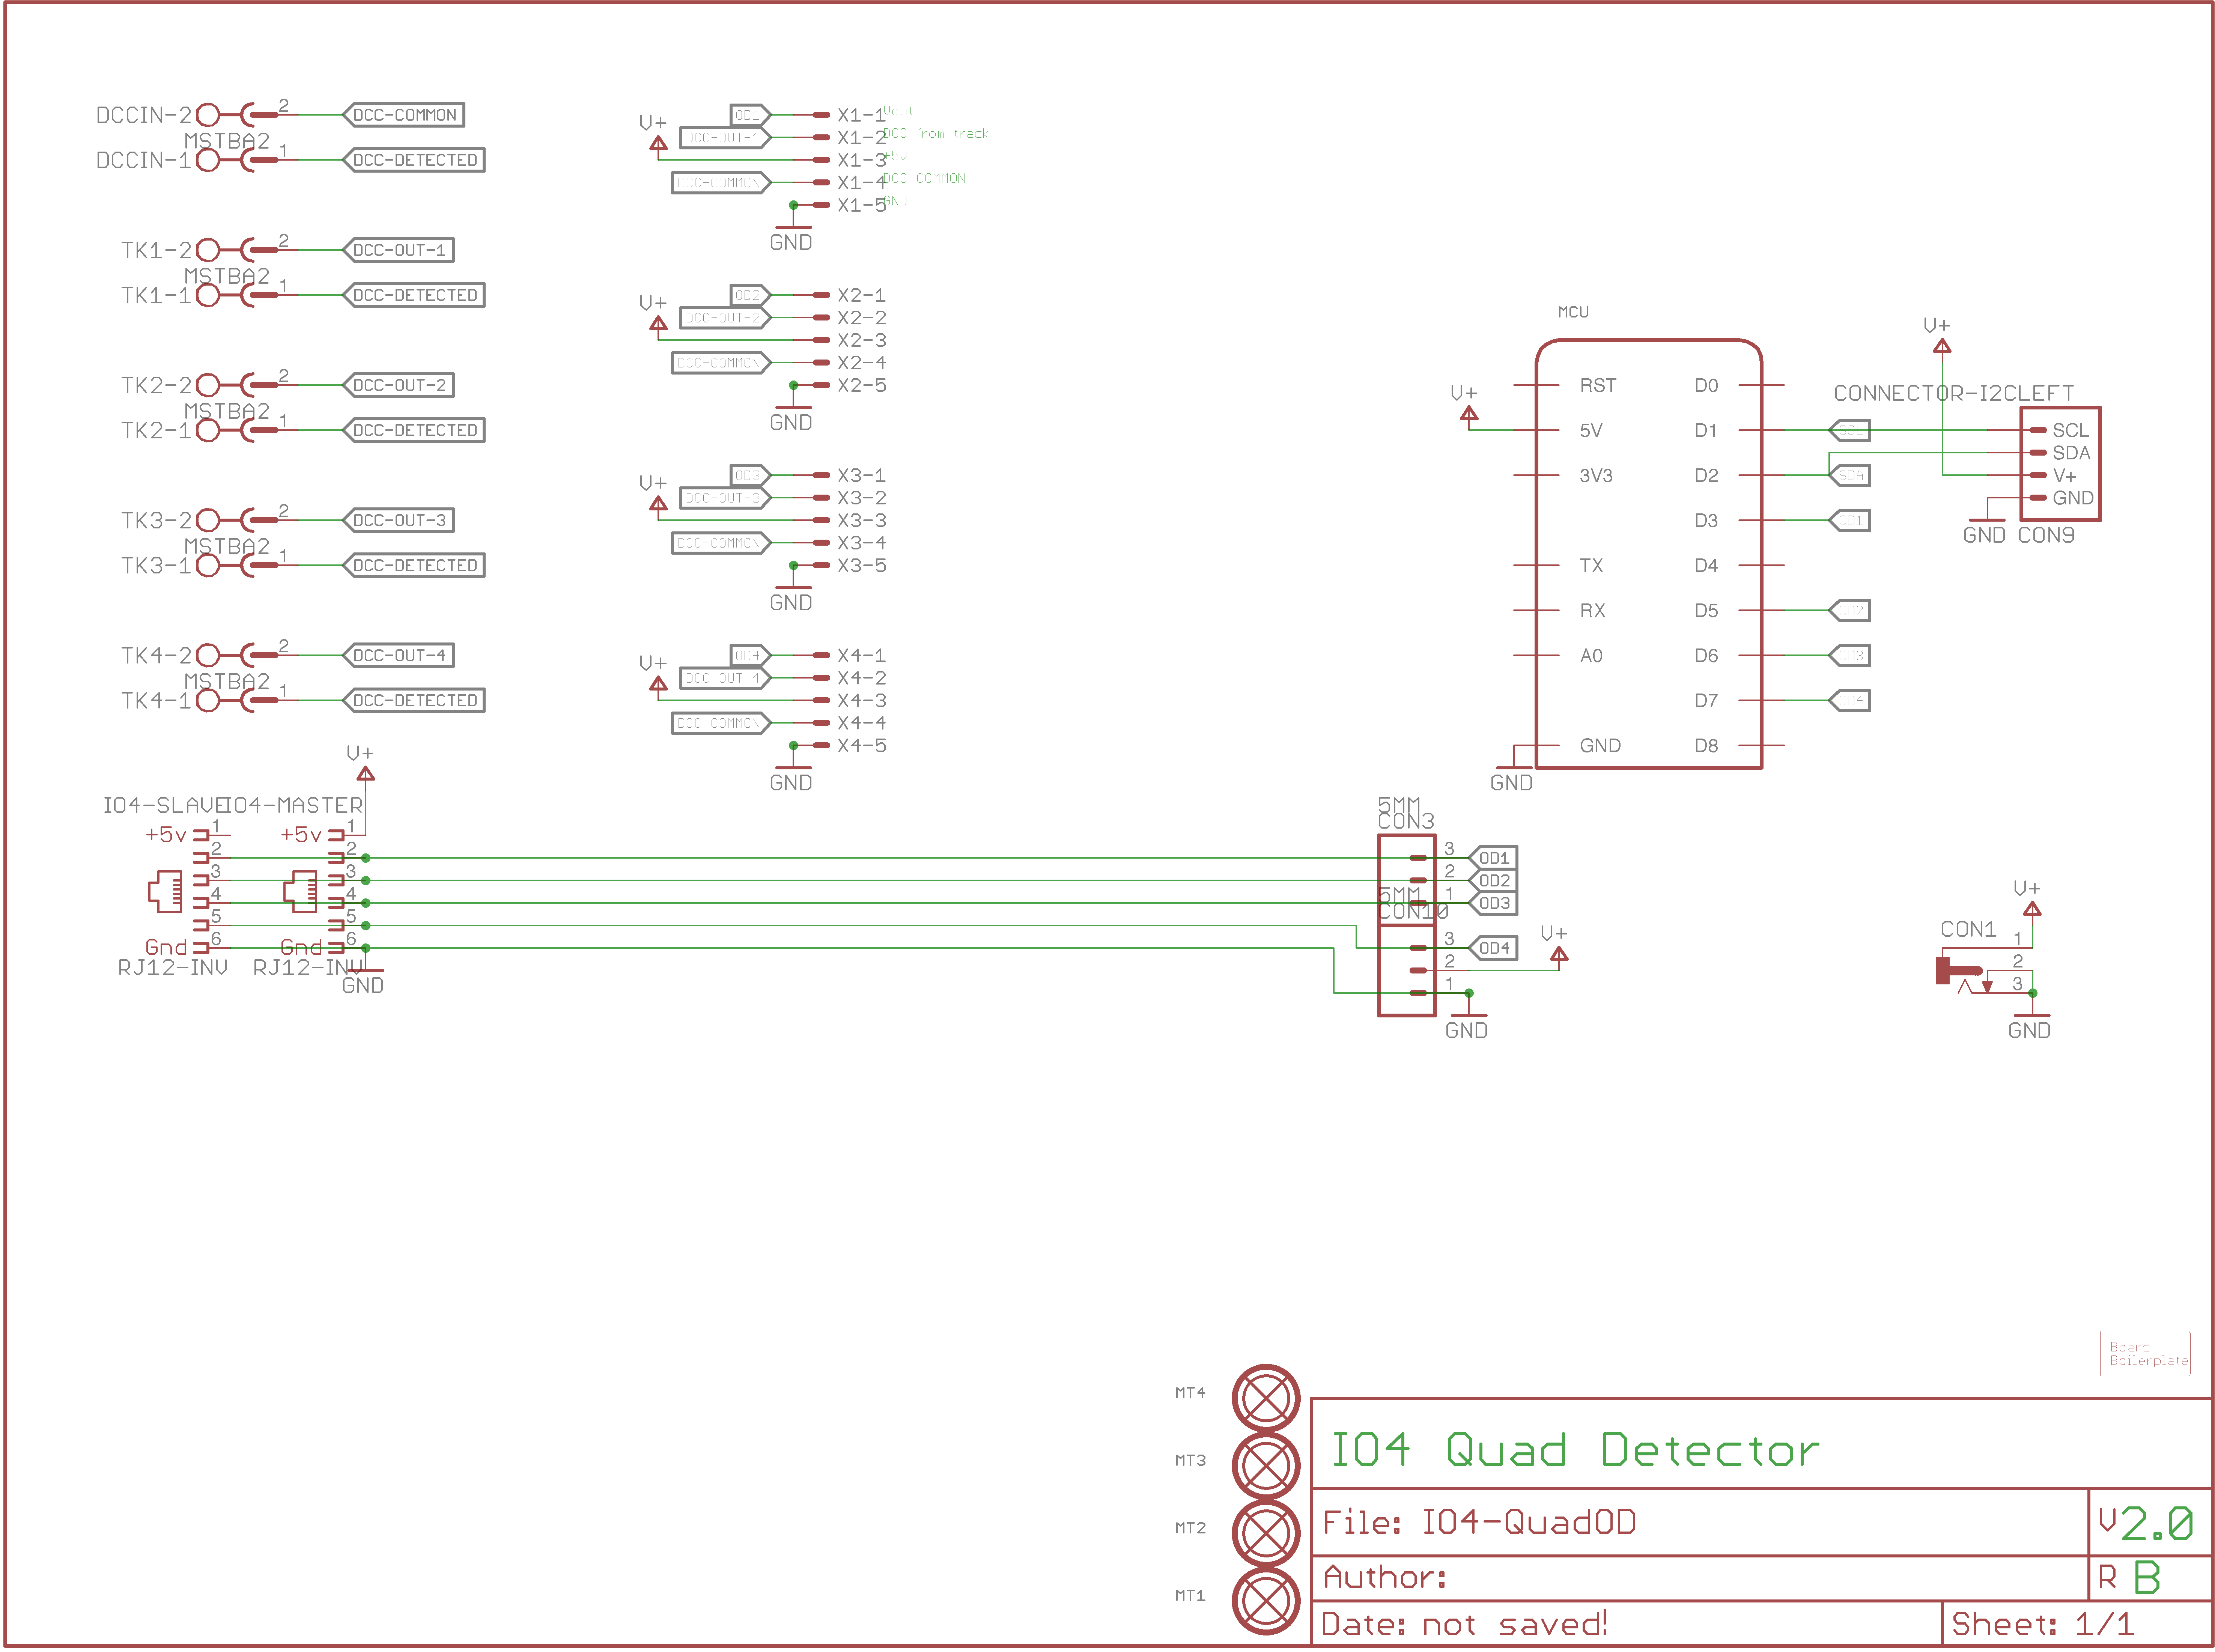 DCCIN-2 2 DCC-COMMON
MSTBA2
DCCIN-1 1 DCC-DETECTED
TK1-2 2 DCC-OUT-1
MSTBA2
TK1-1 1 DCC-DETECTED
TK2-2 2 DCC-OUT-2
MSTBA2
TK2-1 1 DCC-DETECTED
TK3-2 2 DCC-OUT-3
MSTBA2
TK3-1 1 DCC-DETECTED
TK4-2 2 DCC-OUT-4
MSTBA2
TK4-1 1 DCC-DETECTED
V+
OD1 X1-1 Vout
DCC-OUT-1 X1-2 DCC-from-track
X1-3 +5V
DCC-COMMON X1-4 DCC-COMMON
X1-5 GND
GND
V+
OD2 X2-1
DCC-OUT-2 X2-2
X2-3
DCC-COMMON X2-4
X2-5
GND
V+
OD3 X3-1
DCC-OUT-3 X3-2
X3-3
DCC-COMMON X3-4
X3-5
GND
V+
OD4 X4-1
DCC-OUT-4 X4-2
X4-3
DCC-COMMON X4-4
X4-5
GND
MCU
V+
RST D0
5V D1 SCL
3V3 D2 SDA
D3 OD1
TX D4
RX D5 OD2
A0 D6 OD3
D7 OD4
GND D8
GND
V+
CONNECTOR-I2CLEFT
SCL
SDA
V+
GND
GND CON9
V+
IO4-SLAVE IO4-MASTER
+5v 1 +5v 1
2 2
3 3
4 4
5 5
Gnd 6 Gnd 6
RJ12-INV RJ12-INV
GND
5MM
CON3
3 OD1
2 OD2
1 OD3
5MM
CON10
3 OD4
2 V+
1
GND
V+
CON1
1
2
3
GND
Board
Boilerplate
MT4
MT3
MT2
MT1
IO4 Quad Detector
File: IO4-QuadOD V 2.0
Author: R B
Date: not saved! Sheet: 1/1